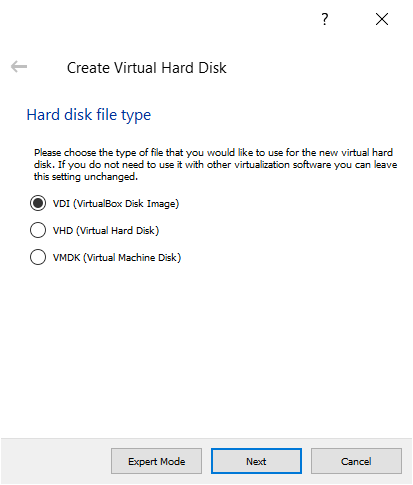 ?
Create Virtual Hard Disk
Hard disk file type
Please choose the type of file that you would like to use for the new virtual hard
disk. If you do not need to use it with other virtualization software you can leave
this setting unchanged.
VDI (VirtualBox Disk Image)
VHD (Virtual Hard Disk)
VMDK (Virtual Machine Disk)
Expert Mode Next Cancel